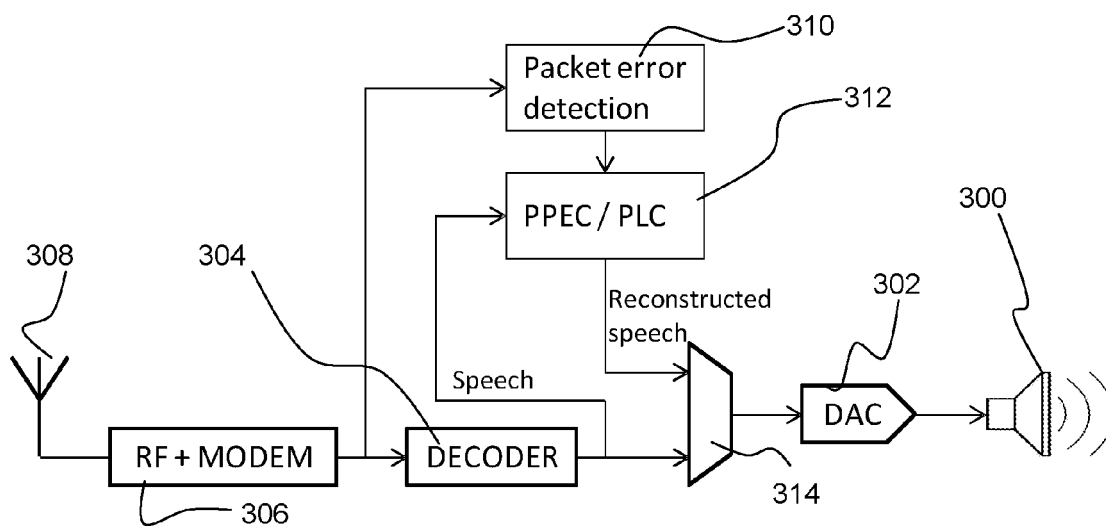 310
Packet error
detection
312
PPEC / PLC
300
308
304
302
Reconstructed
speech
Speech
DAC
RF + MODEM
DECODER
314
306